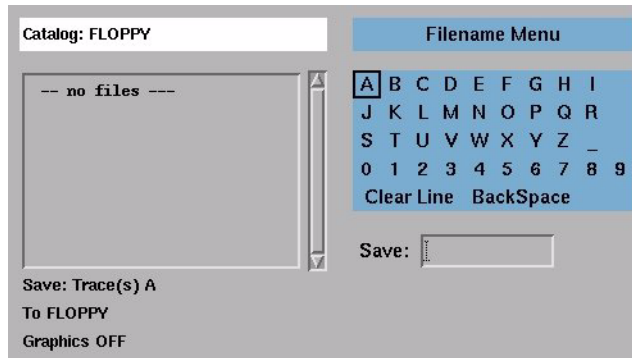 Catalog: FLOPPY
-- no files ---
Save: Trace(s) A
To FLOPPY
Graphics OFF
Filename Menu
A B C D E F G H I
J K L M N O P Q R
S T U V W X Y Z _
0 1 2 3 4 5 6 7 8 9
Clear Line BackSpace
Save: